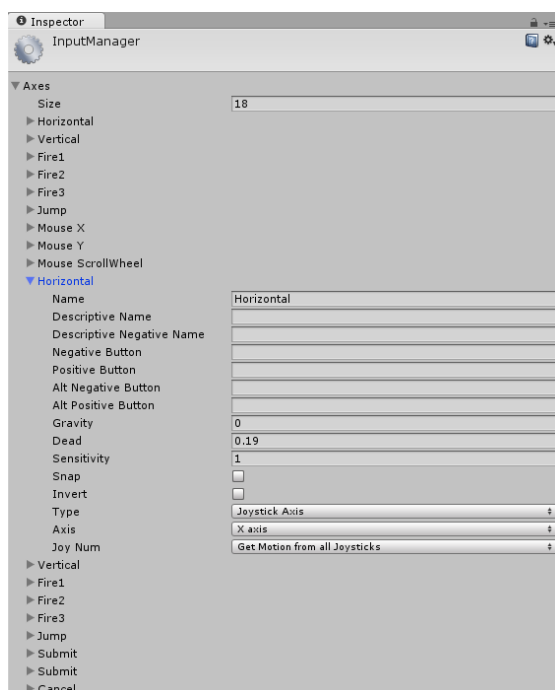 Inspector
InputManager
Axes
Size 18
Horizontal
Vertical
Fire1
Fire2
Fire3
Jump
Mouse X
Mouse Y
Mouse ScrollWheel
Horizontal
Name Horizontal
Descriptive Name
Descriptive Negative Name
Negative Button
Positive Button
Alt Negative Button
Alt Positive Button
Gravity 0
Dead 0.19
Sensitivity 1
Snap
Invert
Type Joystick Axis
Axis X axis
Joy Num Get Motion from all Joysticks
Vertical
Fire1
Fire2
Fire3
Jump
Submit
Submit
Cancel